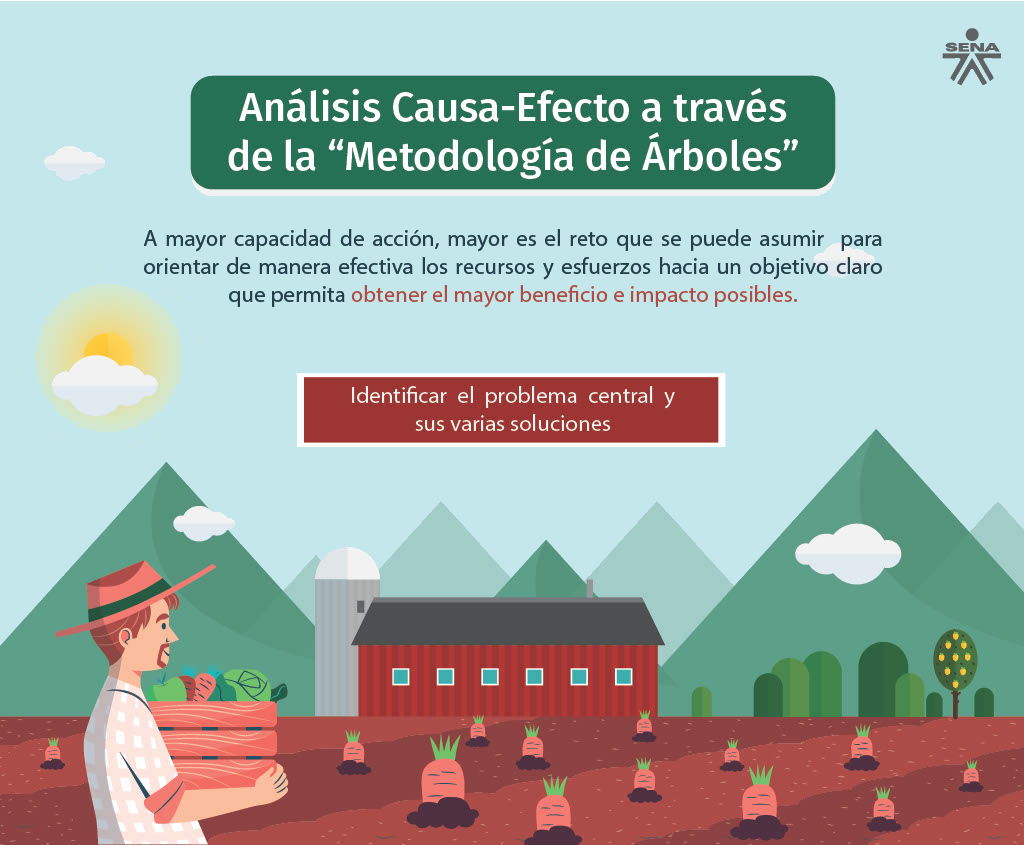 SENA
Análisis Causa-Efecto a través
de la “Metodología de Árboles”
A mayor capacidad de acción, mayor es el reto que se puede asumir para
orientar de manera efectiva los recursos y esfuerzos hacia un objetivo claro
que permita obtener el mayor beneficio e impacto posibles.
Identificar el problema central y
sus varias soluciones